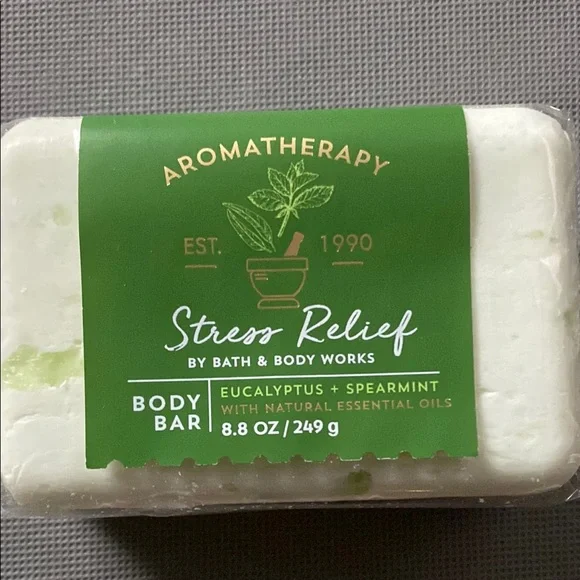 AROMATHERAPY
EST. 1990
Stress Relief
BY BATH & BODY WORKS
BODY
BAR
EUCALYPTUS + SPEARMINT
WITH NATURAL ESSENTIAL OILS
8.8 OZ / 249 g